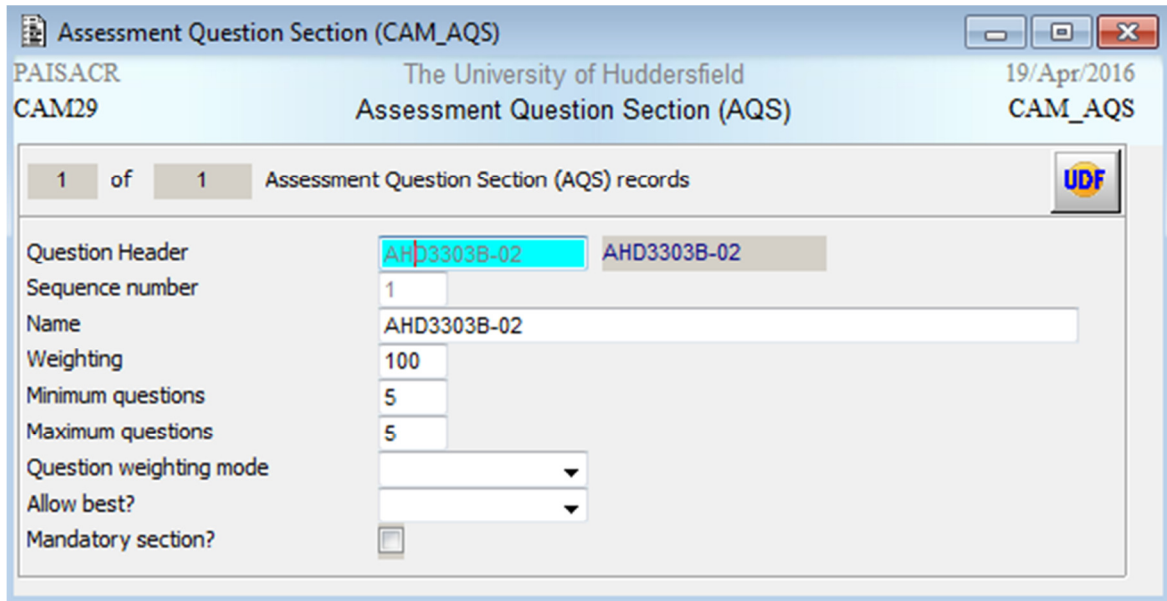 Assessment Question Section (CAM_AQS)
PAISACR The University of Huddersfield 19/Apr/2016
CAM29 Assessment Question Section (AQS) CAM_AQS
1 of 1 Assessment Question Section (AQS) records UDF
Question Header AHD3303B-02 AHD3303B-02
Sequence number 1
Name AHD3303B-02
Weighting 100
Minimum questions 5
Maximum questions 5
Question weighting mode
Allow best?
Mandatory section?